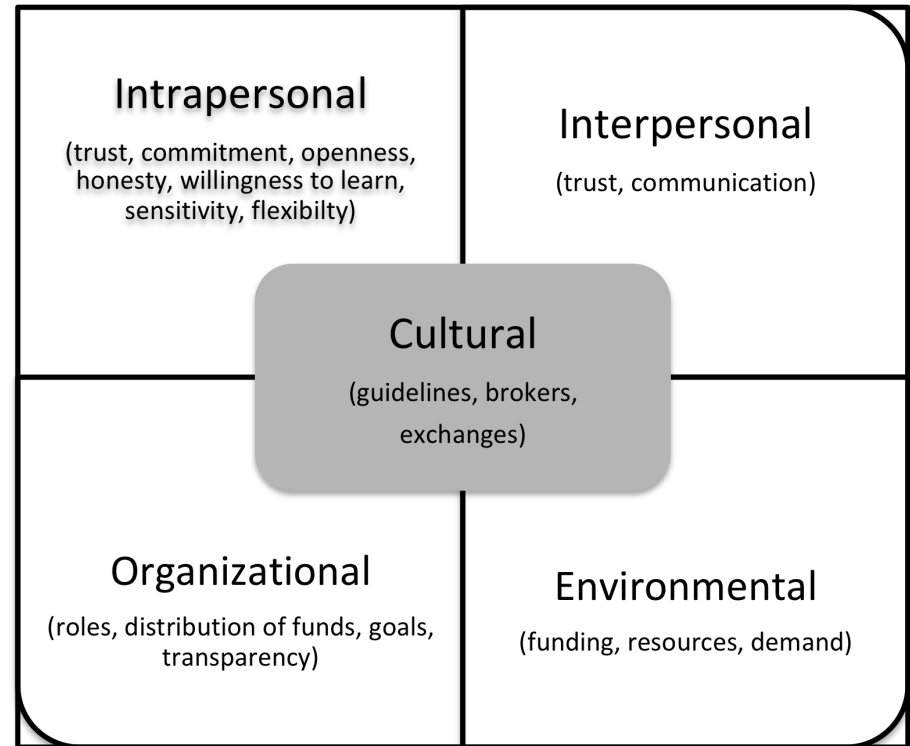 Intrapersonal
(trust, commitment, openness,
honesty, willingness to learn,
sensitivity, flexibilty)
Interpersonal
(trust, communication)
Cultural
(guidelines, brokers,
exchanges)
Organizational
(roles, distribution of funds, goals,
transparency)
Environmental
(funding, resources, demand)